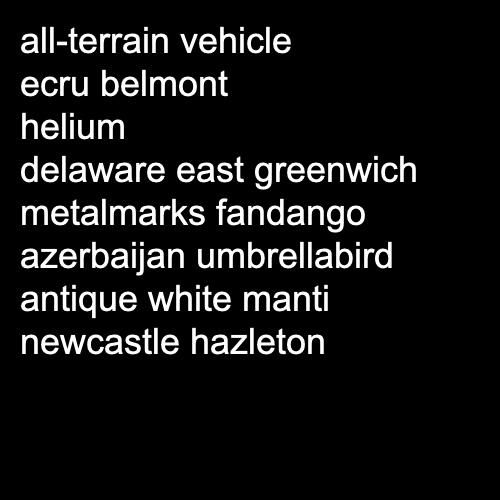 all-terrain vehicle
ecru belmont
helium
delaware east greenwich
metalmarks fandango
azerbaijan umbrellabird
antique white manti
newcastle hazleton